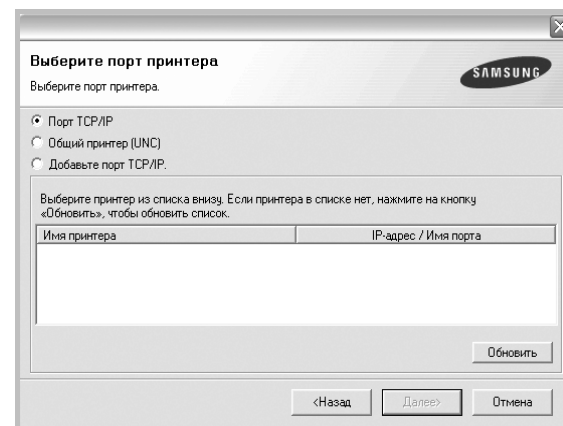 Выберите порт принтера
Выберите порт принтера.
SAMSUNG
Порт TCP/IP
Общий принтер (UNC)
Добавьте порт TCP/IP.
Выберите принтер из списка внизу. Если принтера в списке нет, нажмите на кнопку
«Обновить», чтобы обновить список.
Имя принтера IP-адрес / Имя порта
Обновить
<Назад Далее> Отмена